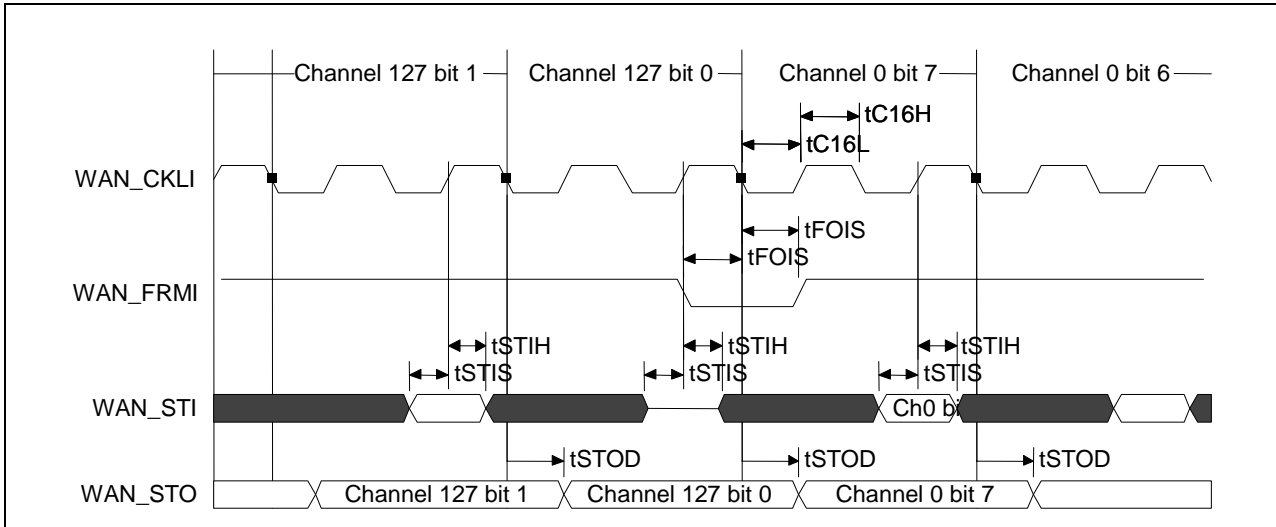 Channel 127 bit 1
Channel 127 bit 0
Channel 0 bit 7
Channel 0 bit 6
tC16H
tC16L
WAN_CKLI
tFOIS
tFOIS
WAN_FRMI
tSTIH
tSTIH
tSTIH
tSTIS
tSTIS
tSTIS
WAN_STI
Ch0 bi
tSTOD
tSTOD
tSTOD
WAN_STO
Channel 127 bit 1
Channel 127 bit 0
Channel 0 bit 7